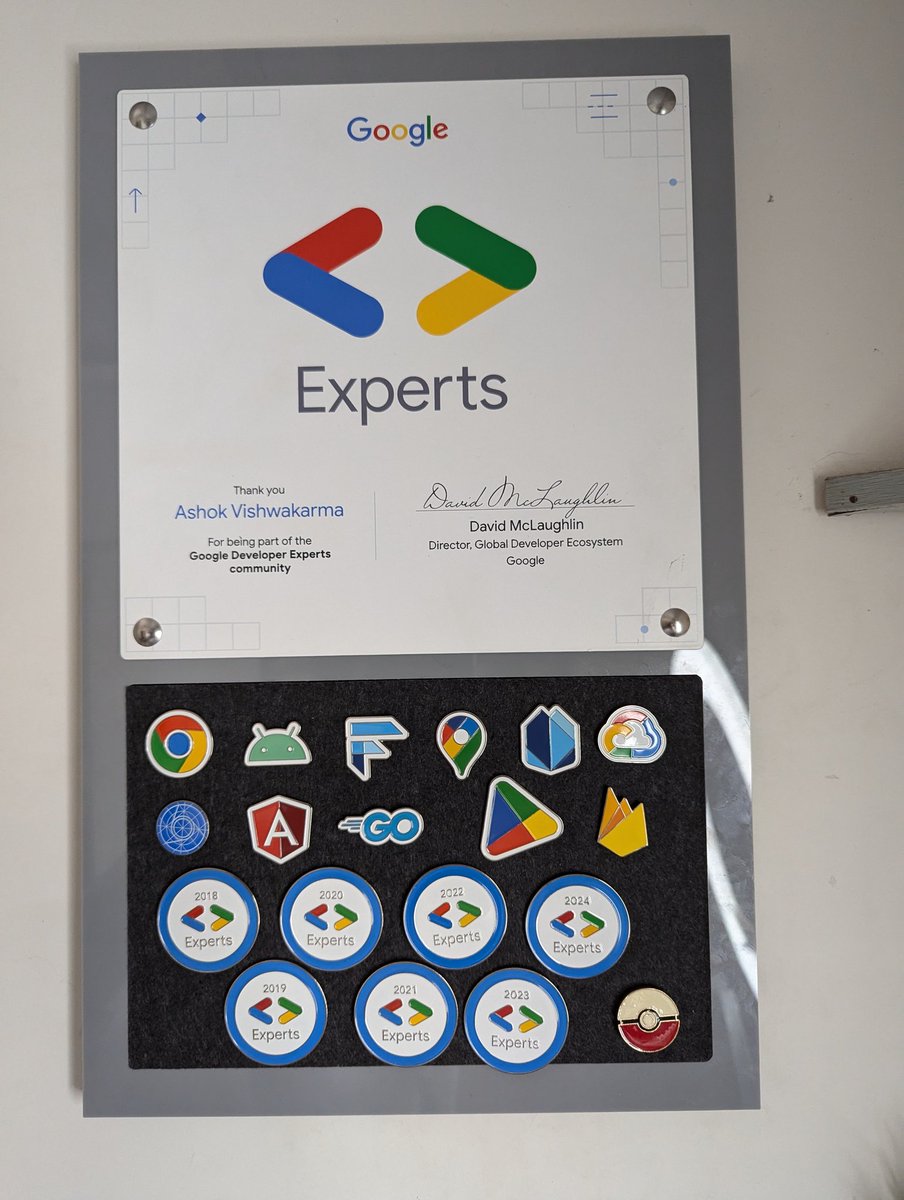 Google
Experts
Thank you
Ashok Vishwakarma
For being part of the
Google Developer Experts
community
David McLaughlin
David McLaughlin
Director, Global Developer Ecosystem
Google
A
GO
2018
Experts
2020
Experts
2022
Experts
2024
Experts
2019
Experts
2021
Experts
2023
Experts